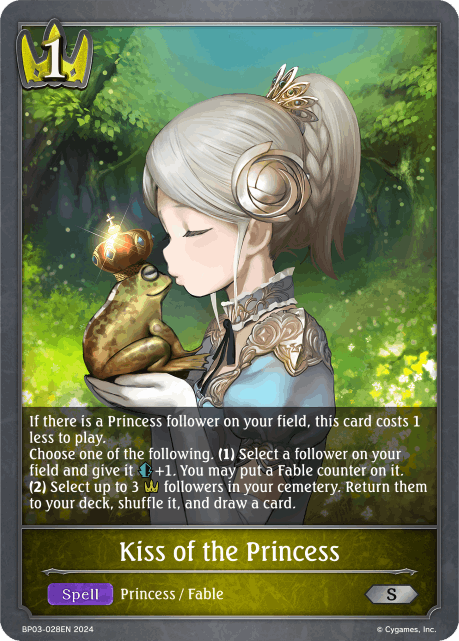 1
If there is a Princess follower on your field, this card costs 1
less to play.
Choose one of the following. (1) Select a follower on your
field and give it +1. You may put a Fable counter on it.
(2) Select up to 3 followers in your cemetery. Return them
to your deck, shuffle it, and draw a card.
Kiss of the Princess
Spell Princess / Fable S
BP03-028EN 2024 © Cygames, Inc.